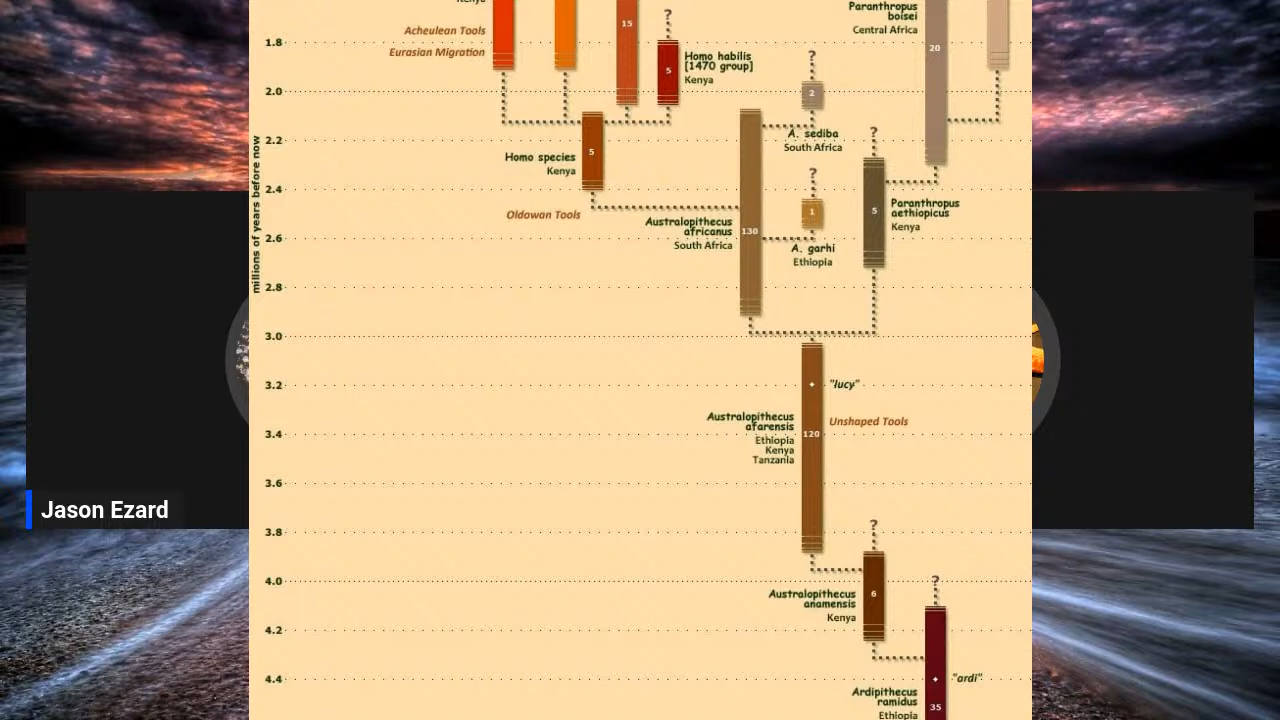 Kenya
Paranthropus
boisei
Central Africa
?
15
Acheulean Tools
1.8
20
Eurasian Migration
?
Homo habilis
[1470 group]
5
Kenya
2.0
2
2.2
?
A. sediba
South Africa
5
Homo species
Kenya
?
2.4
Oldowan Tools
1
5
Paranthropus
aethiopicus
Kenya
Australopithecus
africanus
South Africa
130
2.6
A. garhi
Ethiopia
2.8
millions of years before now
3.0
3.2
"lucy"
Australopithecus
afarensis
Ethiopia
Kenya
Tanzania
Unshaped Tools
3.4
120
3.6
Jason Ezard
3.8
?
4.0
?
Australopithecus
anamensis
Kenya
6
4.2
4.4
"ardi"
Ardipithecus
ramidus
Ethiopia
35